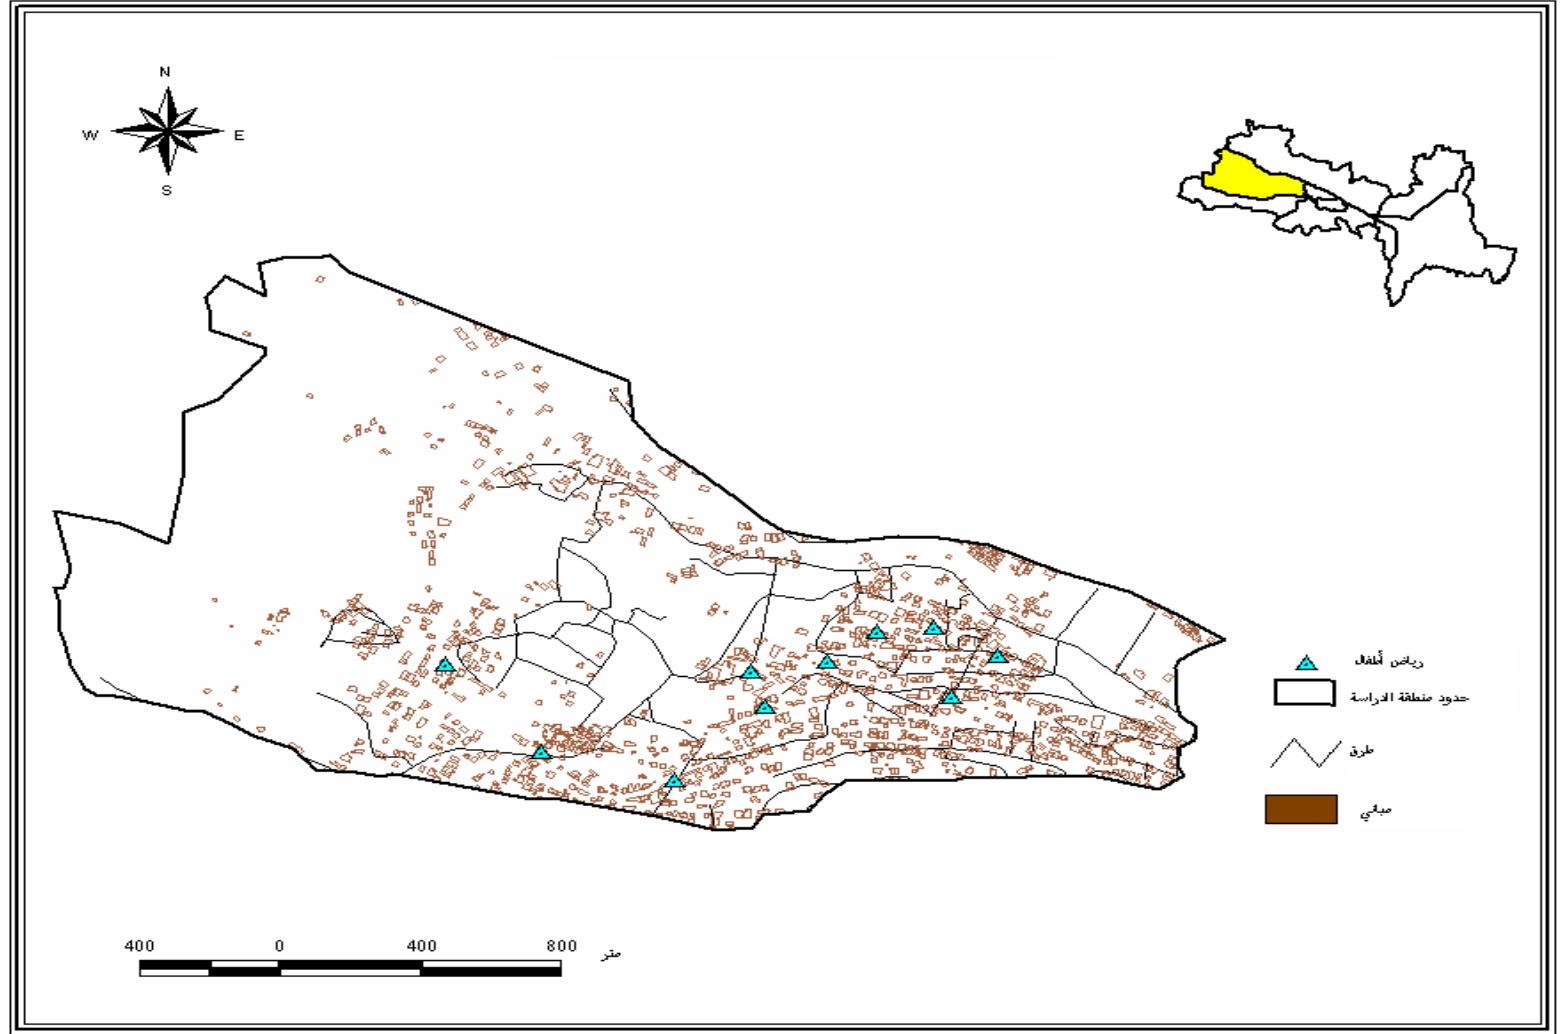 N
W E
S
رياض أطفال
حدود منطقة الدراسة
طرق
مباني
400 0 400 800 متر